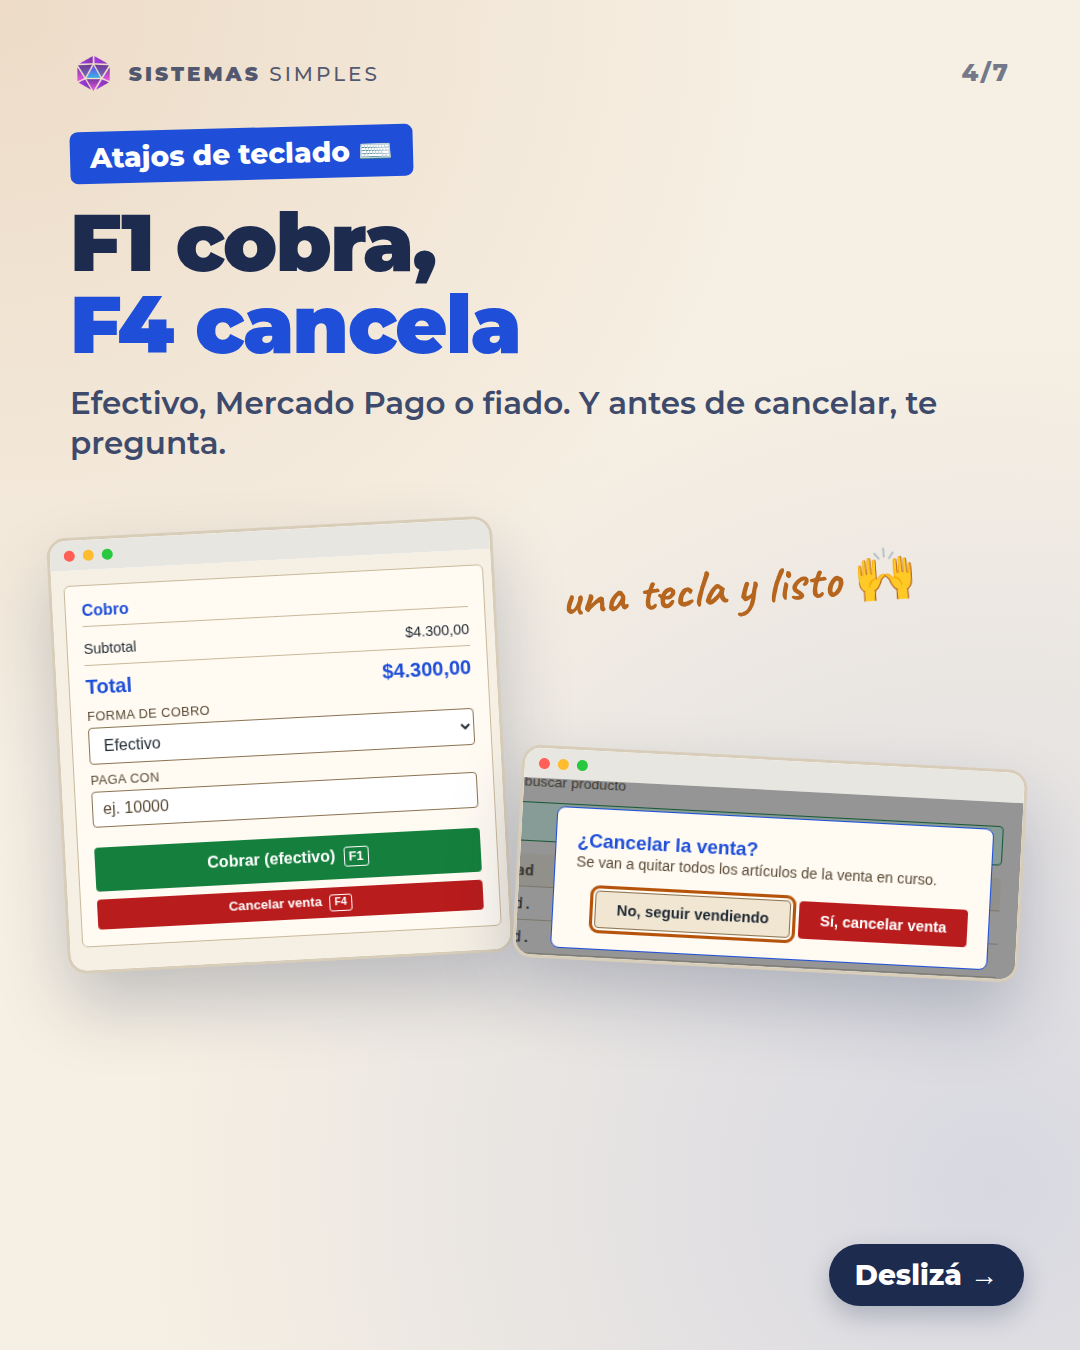 SISTEMAS SIMPLES
4/7
Atajos de teclado ⌨️
F1 cobra,
F4 cancela
Efectivo, Mercado Pago o fiado. Y antes de cancelar, te
pregunta.
una tecla y listo 🙌
Cobro
Subtotal $4.300,00
Total $4.300,00
FORMA DE COBRO
Efectivo
PAGA CON
ej. 10000
Cobrar (efectivo) F1
Cancelar venta F4
buscar producto
¿Cancelar la venta?
Se van a quitar todos los artículos de la venta en curso.
No, seguir vendiendo
Sí, cancelar venta
Deslizá →